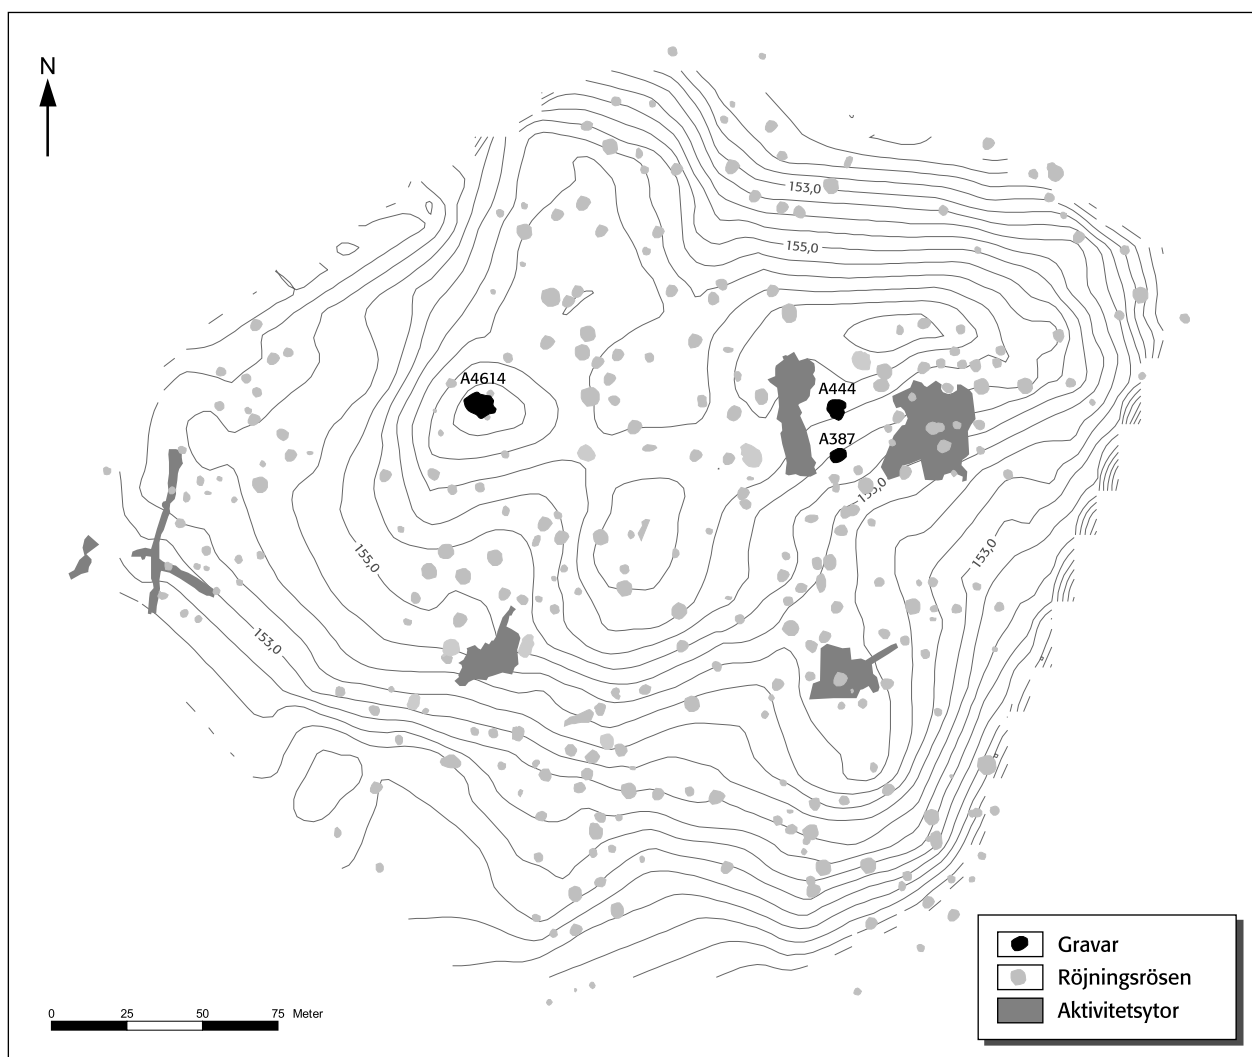 N
153,0
155,0
A4614
A444
A387
155,0
153,0
155,0
153,0
Gravar
Röjningsrösen
Aktivitetsytor
0 25 50 75 Meter